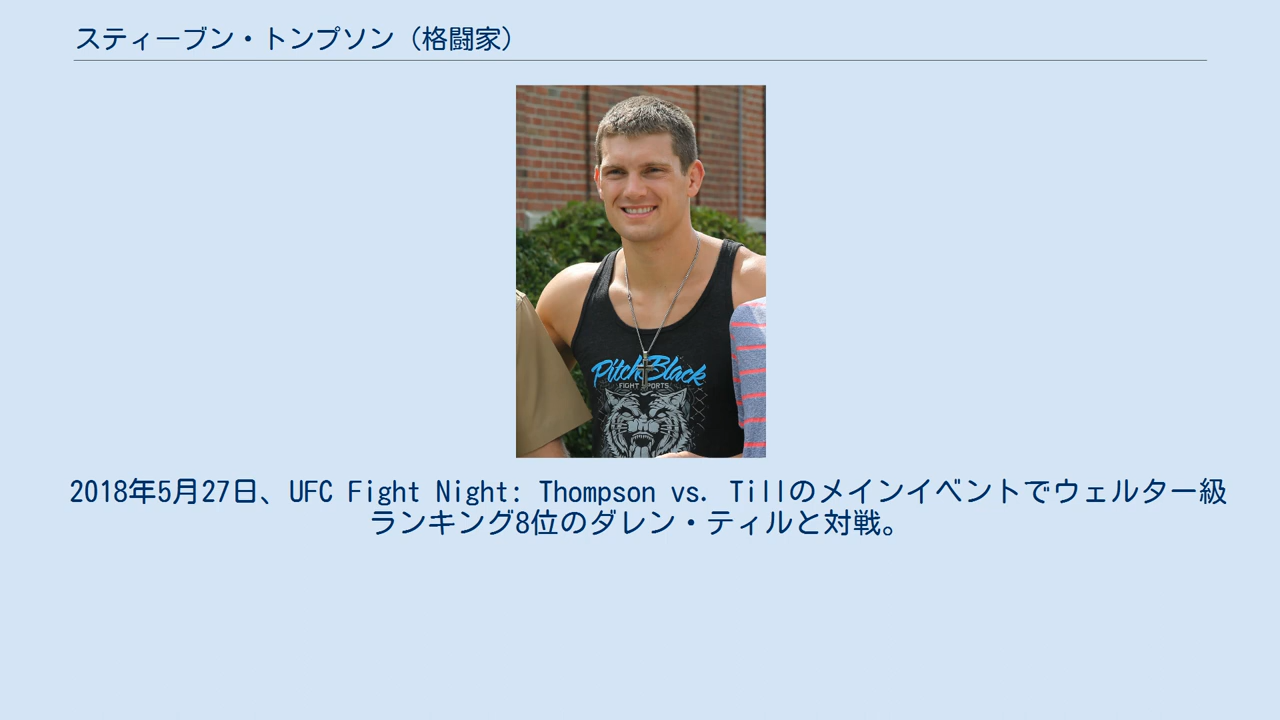 スティーブン・トンプソン（格闘家）
Pitch Black
FIGHT SPORTS
2018年5月27日、UFC Fight Night: Thompson vs. Tillのメインイベントでウェルター級
ランキング8位のダレン・ティルと対戦。